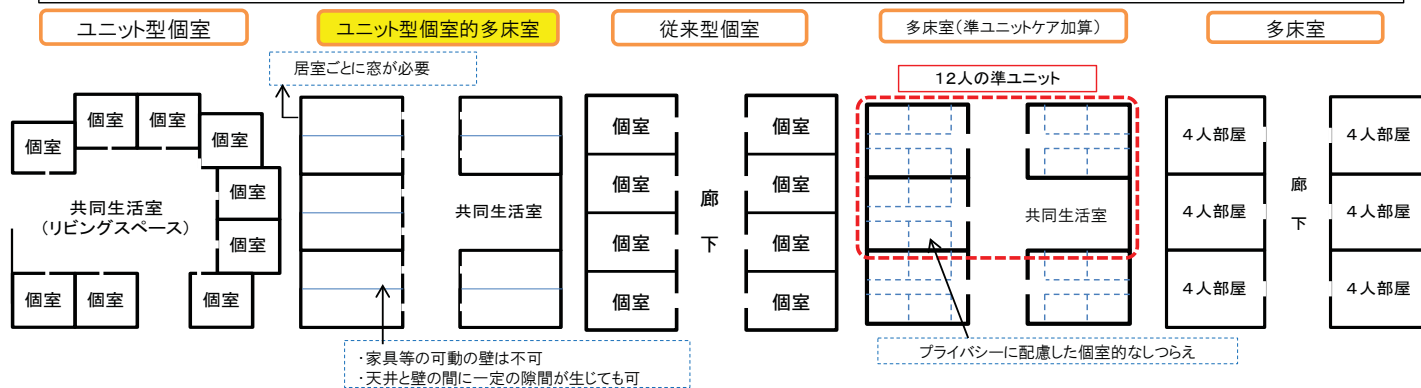 ユニット型個室
ユニット型個室的多床室
従来型個室
多床室(準ユニットケア加算)
多床室
居室ごとに窓が必要
12人の準ユニット
個室
個室
個室
個室
個室
個室
共同生活室
(リビングスペース)
個室
個室
個室
共同生活室
・家具等の可動の壁は不可
・天井と壁の間に一定の隙間が生じても可
個室
個室
個室
個室
廊
下
個室
個室
個室
個室
共同生活室
プライバシーに配慮した個室的なしつらえ
4人部屋
4人部屋
4人部屋
廊
下
4人部屋
4人部屋
4人部屋